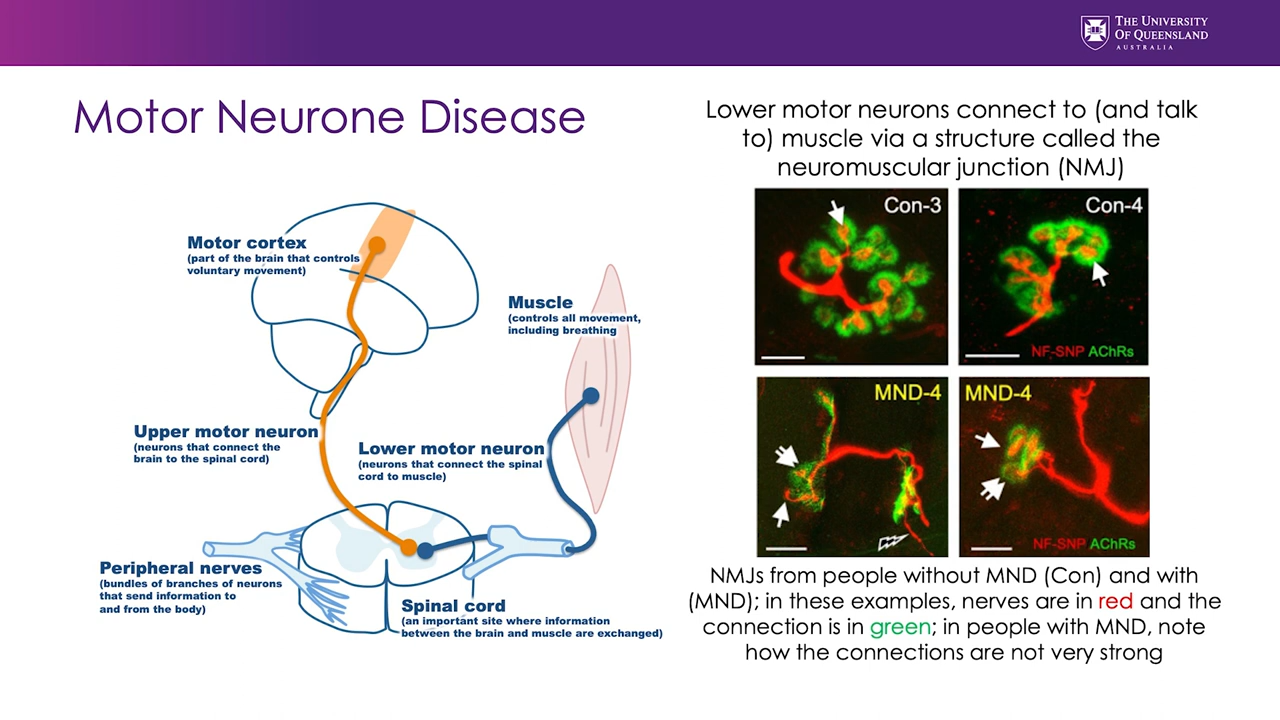 THE UNIVERSITY
OF QUEENSLAND
AUSTRALIA
Motor Neurone Disease
Motor cortex
(part of the brain that controls
voluntary movement)
Muscle
(controls all movement,
including breathing
Upper motor neuron
(neurons that connect the
brain to the spinal cord)
Lower motor neuron
(neurons that connect the spinal
cord to muscle)
Peripheral nerves
(bundles of branches of neurons
that send information to
and from the body)
Spinal cord
(an important site where information
between the brain and muscle are exchanged)
Lower motor neurons connect to (and talk
to) muscle via a structure called the
neuromuscular junction (NMJ)
Con-3
Con-4
NF-SNP AChRs
MND-4
MND-4
NF-SNP AChRs
NMJs from people without MND (Con) and with
(MND); in these examples, nerves are in red and the
connection is in green; in people with MND, note
how the connections are not very strong